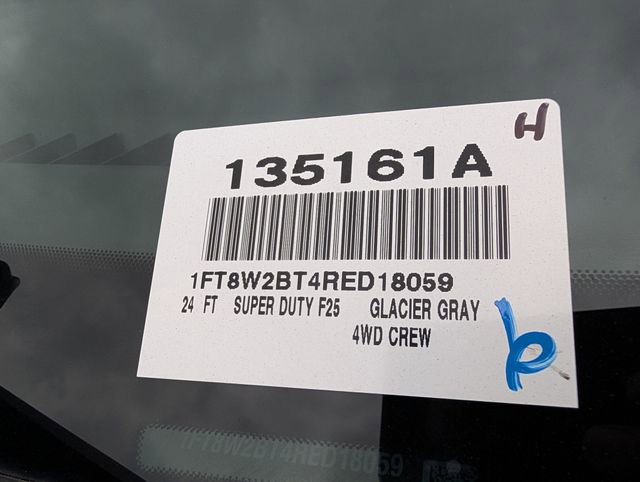 H
135161A
1FT8W2BT4RED18059
24 FT SUPER DUTY F25 GLACIER GRAY
4WD CREW
1FT8W2BT4RED18059